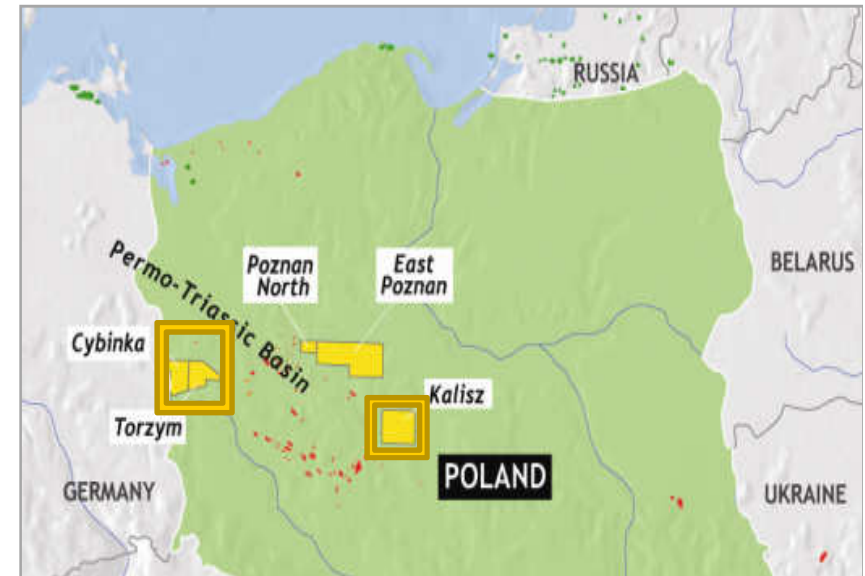 RUSSIA
BELARUS
Permo-Triassic Basin
Poznan
North
East
Poznan
Cybinka
Kalisz
Torzym
POLAND
GERMANY
UKRAINE